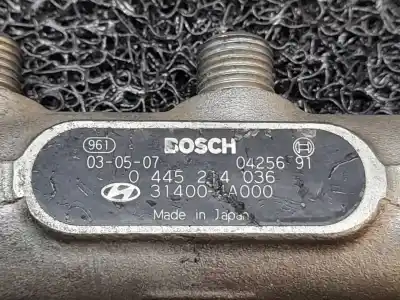 961 BOSCH
03-05-07 04256 91
0 445 214 036
31400-4A000
Made in Japan